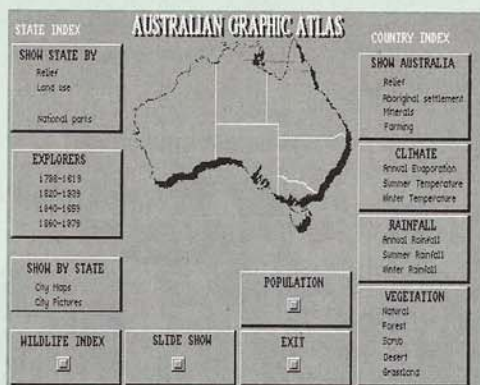 AUSTRALIAN GRAPHIC ATLAS
STATE INDEX
SHOW STATE BY
Relief
Land use
National parks
EXPLORERS
1788-1819
1820-1839
1840-1859
1860-1879
SHOW BY STATE
City Maps
City Pictures
WILDLIFE INDEX
SLIDE SHOW
POPULATION
EXIT
COUNTRY INDEX
SHOW AUSTRALIA
Relief
Aboriginal settlement
Minerals
Farming
CLIMATE
Annual Evaporation
Summer Temperature
Winter Temperature
RAINFALL
Annual Rainfall
Summer Rainfall
Winter Rainfall
VEGETATION
Natural
Forest
Scrub
Desert
Grassland